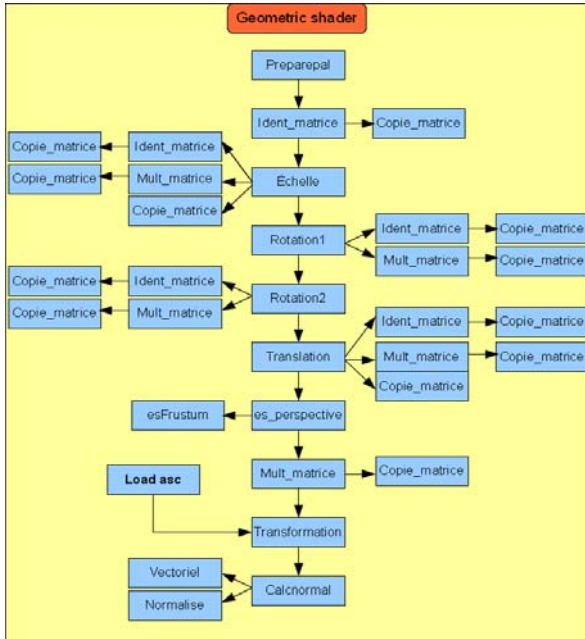 Geometric shader
Preparepal
Ident_matrice
Copie_matrice
Copie_matrice
Ident_matrice
Copie_matrice
Mult_matrice
Échelle
Copie_matrice
Rotation1
Ident_matrice
Copie_matrice
Mult_matrice
Copie_matrice
Copie_matrice
Ident_matrice
Rotation2
Copie_matrice
Mult_matrice
Translation
Ident_matrice
Copie_matrice
Mult_matrice
Copie_matrice
Copie_matrice
esFrustum
es_perspective
Mult_matrice
Copie_matrice
Load asc
Transformation
Vectoriel
Calcnormal
Normalise